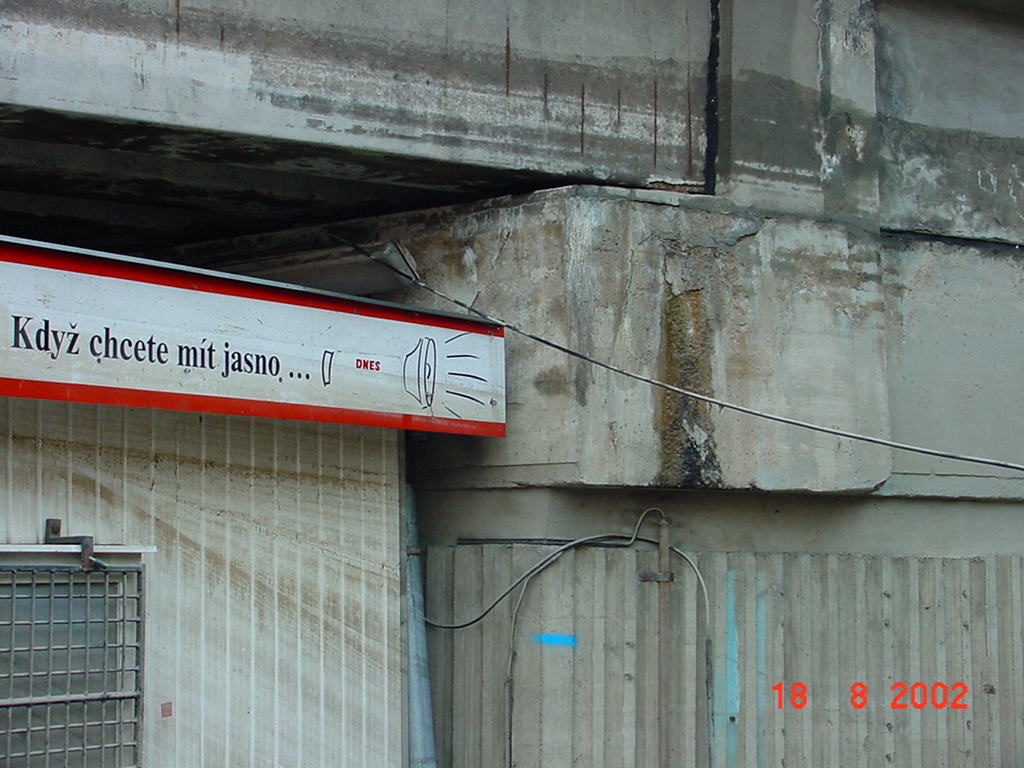 Když chcete mít jasno...
DNES
18 8 2002